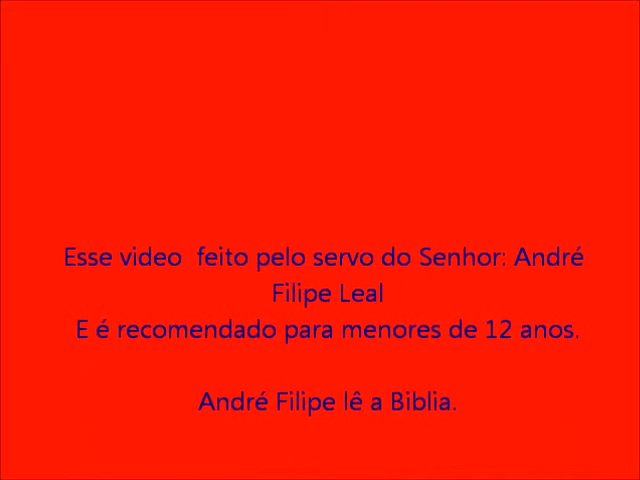 Esse video  feito pelo servo do Senhor: André
Filipe Leal
E é recomendado para menores de 12 anos.
André Filipe lê a Biblia.